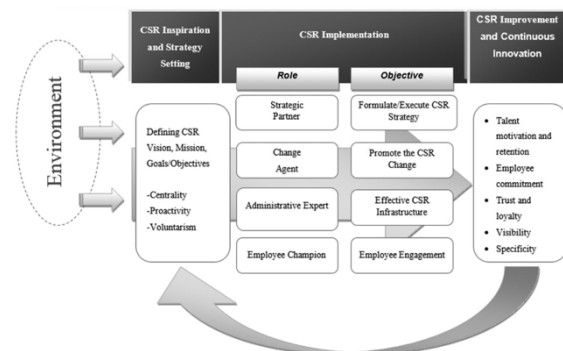 CSR Inspiration
and Strategy
Setting
CSR Implementation
CSR Improvement
and Continuous
Innovation
Environment
Role
Objective
Defining CSR
Vision, Mission,
Goals/Objectives
-Centrality
-Proactivity
-Voluntarism
Strategic
Partner
Formulate/Execute CSR
Strategy
Change
Agent
Promote the CSR
Change
Administrative Expert
Effective CSR
Infrastructure
Employee Champion
Employee Engagement
• Talent
motivation and
retention
• Employee
commitment
• Trust and
loyalty
• Visibility
• Specificity